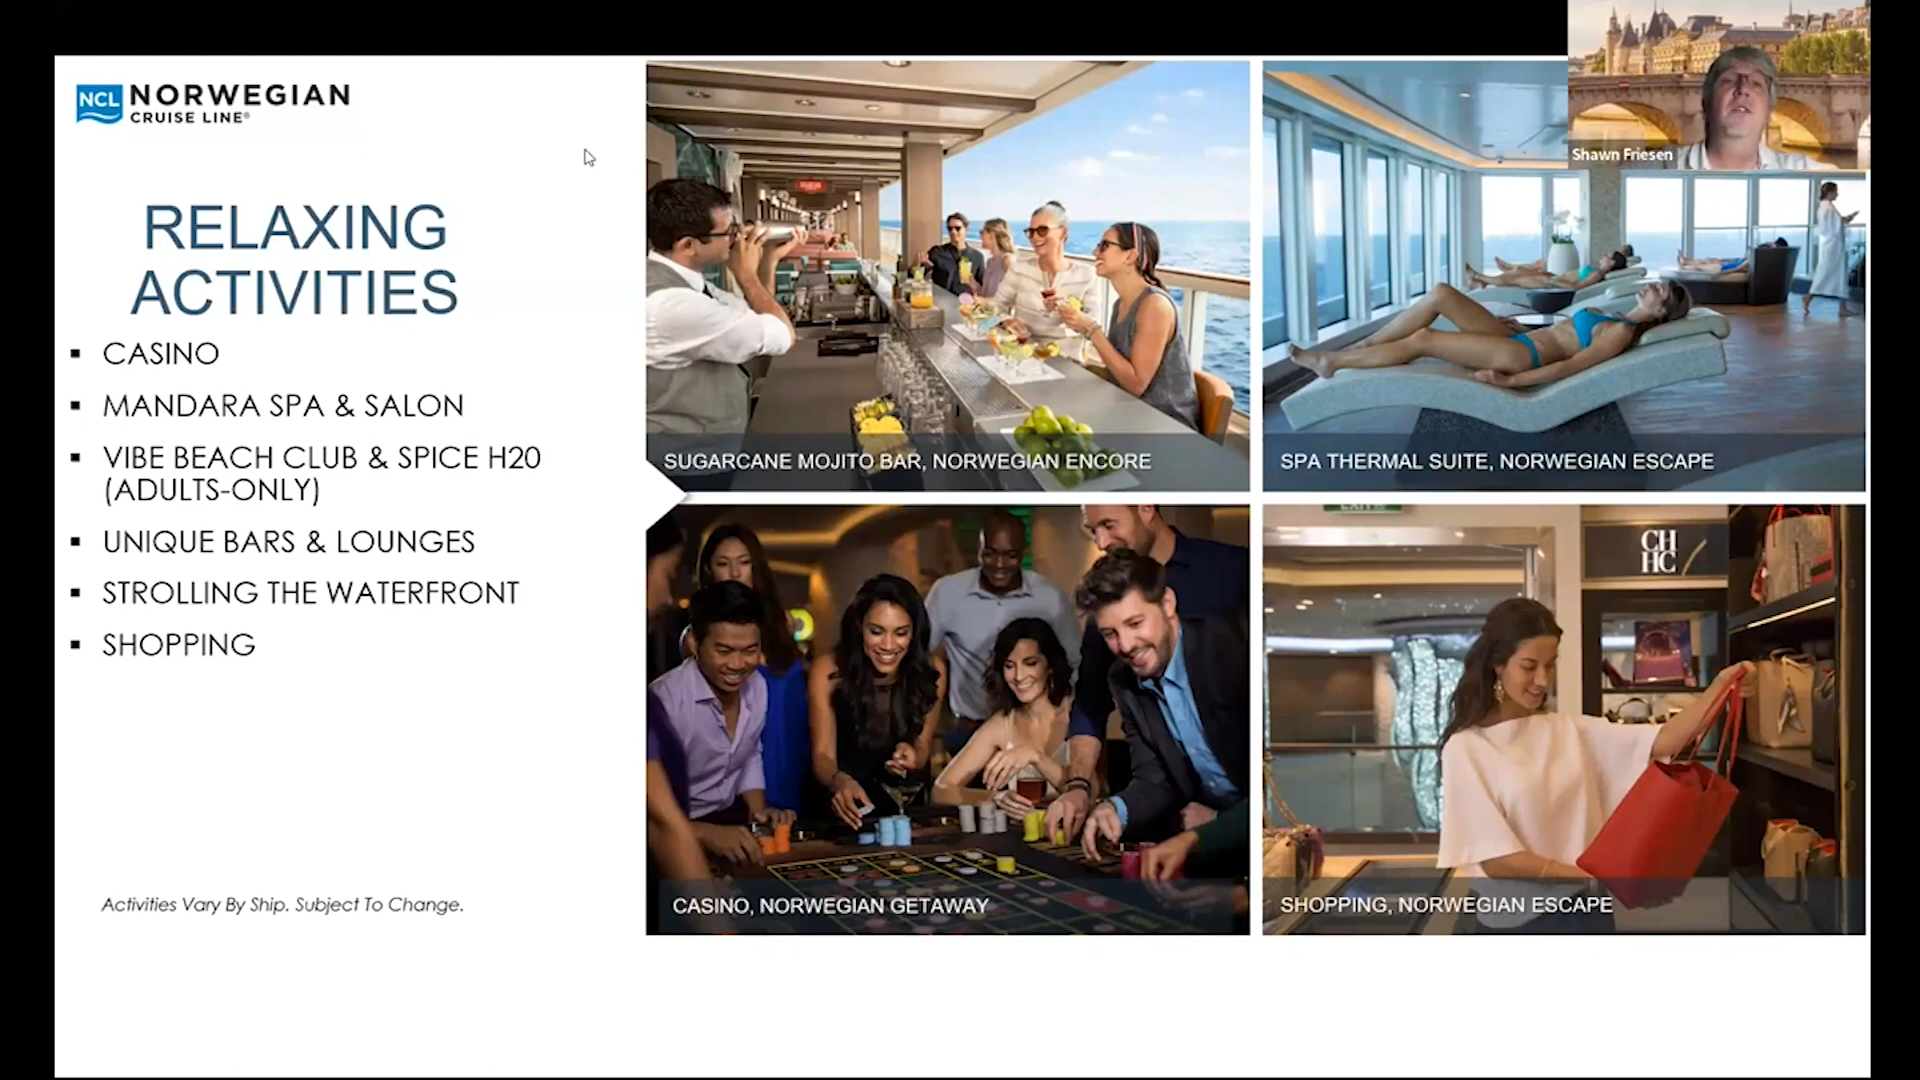 NCL NORWEGIAN
CRUISE LINE®
RELAXING
ACTIVITIES
▪ CASINO
▪ MANDARA SPA & SALON
▪ VIBE BEACH CLUB & SPICE H20
(ADULTS-ONLY)
▪ UNIQUE BARS & LOUNGES
▪ STROLLING THE WATERFRONT
▪ SHOPPING
Activities Vary By Ship. Subject To Change.
SUGARCANE MOJITO BAR, NORWEGIAN ENCORE
Shawn Friesen
SPA THERMAL SUITE, NORWEGIAN ESCAPE
CASINO, NORWEGIAN GETAWAY
CH
HC
SHOPPING, NORWEGIAN ESCAPE